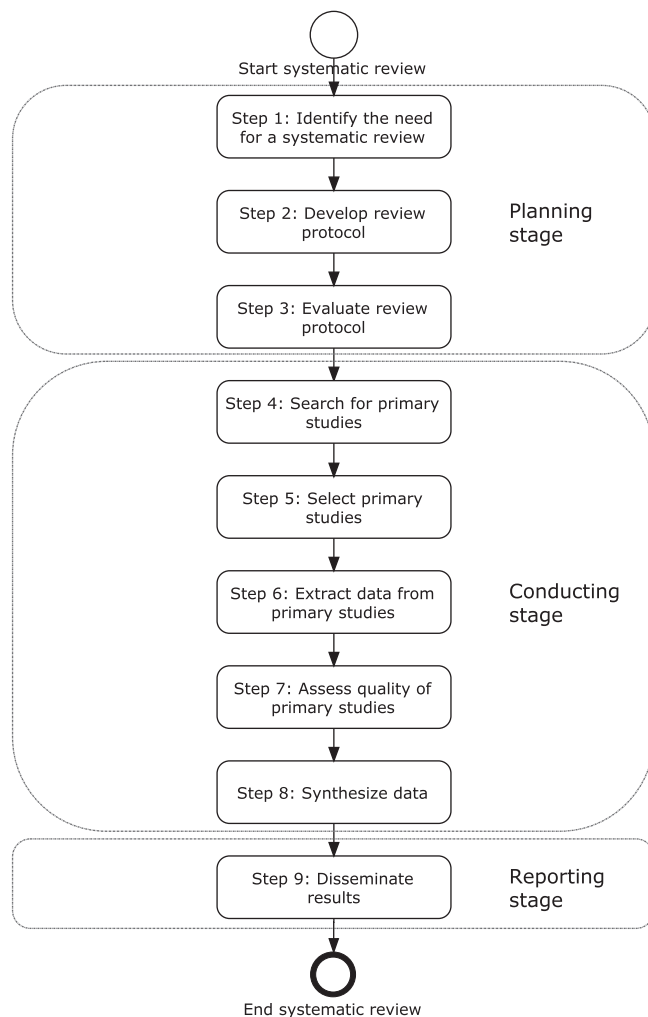 Start systematic review
Step 1: Identify the need
for a systematic review
Step 2: Develop review
protocol
Planning
stage
Step 3: Evaluate review
protocol
Step 4: Search for primary
studies
Step 5: Select primary
studies
Step 6: Extract data from
primary studies
Conducting
stage
Step 7: Assess quality of
primary studies
Step 8: Synthesize data
Step 9: Disseminate
results
Reporting
stage
End systematic review